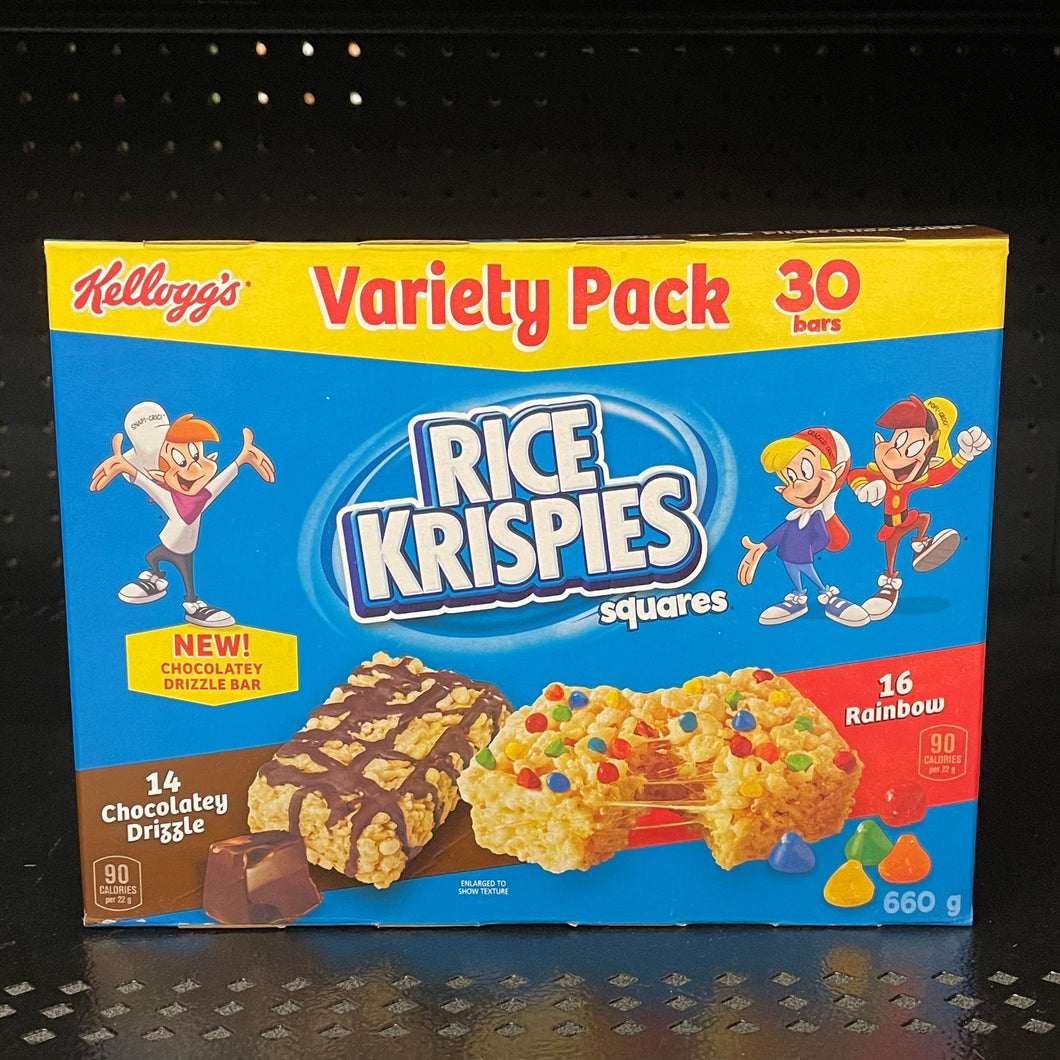 Kellogg's*
Variety Pack
30
bars
RICE
KRISPIES
squares
NEW!
CHOCOLATEY
DRIZZLE BAR
16
Rainbow
90
CALORIES
per 22 g
14
Chocolatey
Drizzle
90
CALORIES
per 22 g
ENLARGED TO
SHOW TEXTURE
660 g